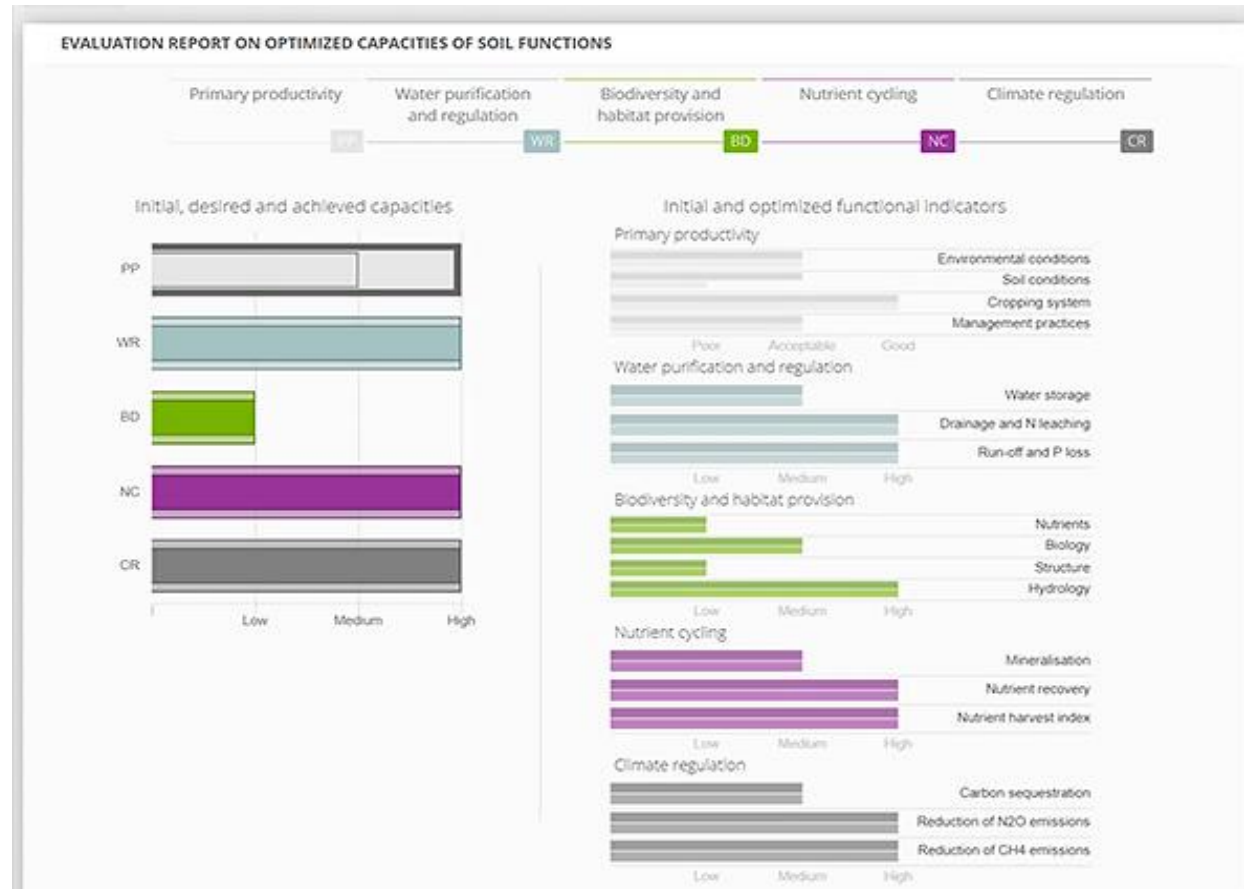 EVALUATION REPORT ON OPTIMIZED CAPACITIES OF SOIL FUNCTIONS
Primary productivity
Water purification
and regulation
Biodiversity and
habitat provision
Nutrient cycling
Climate regulation
PP
WR
BD
NC
CR
Initial, desired and achieved capacities
PP
WR
BD
NC
CR
Low Medium High
Initial and optimized functional indicators
Primary productivity
Environmental conditions
Soil conditions
Cropping system
Management practices
Poor Acceptable Good
Water purification and regulation
Water storage
Drainage and N leaching
Run-off and P loss
Low Medium High
Biodiversity and habitat provision
Nutrients
Biology
Structure
Hydrology
Low Medium High
Nutrient cycling
Mineralisation
Nutrient recovery
Nutrient harvest index
Low Medium High
Climate regulation
Carbon sequestration
Reduction of N2O emissions
Reduction of CH4 emissions
Low Medium High